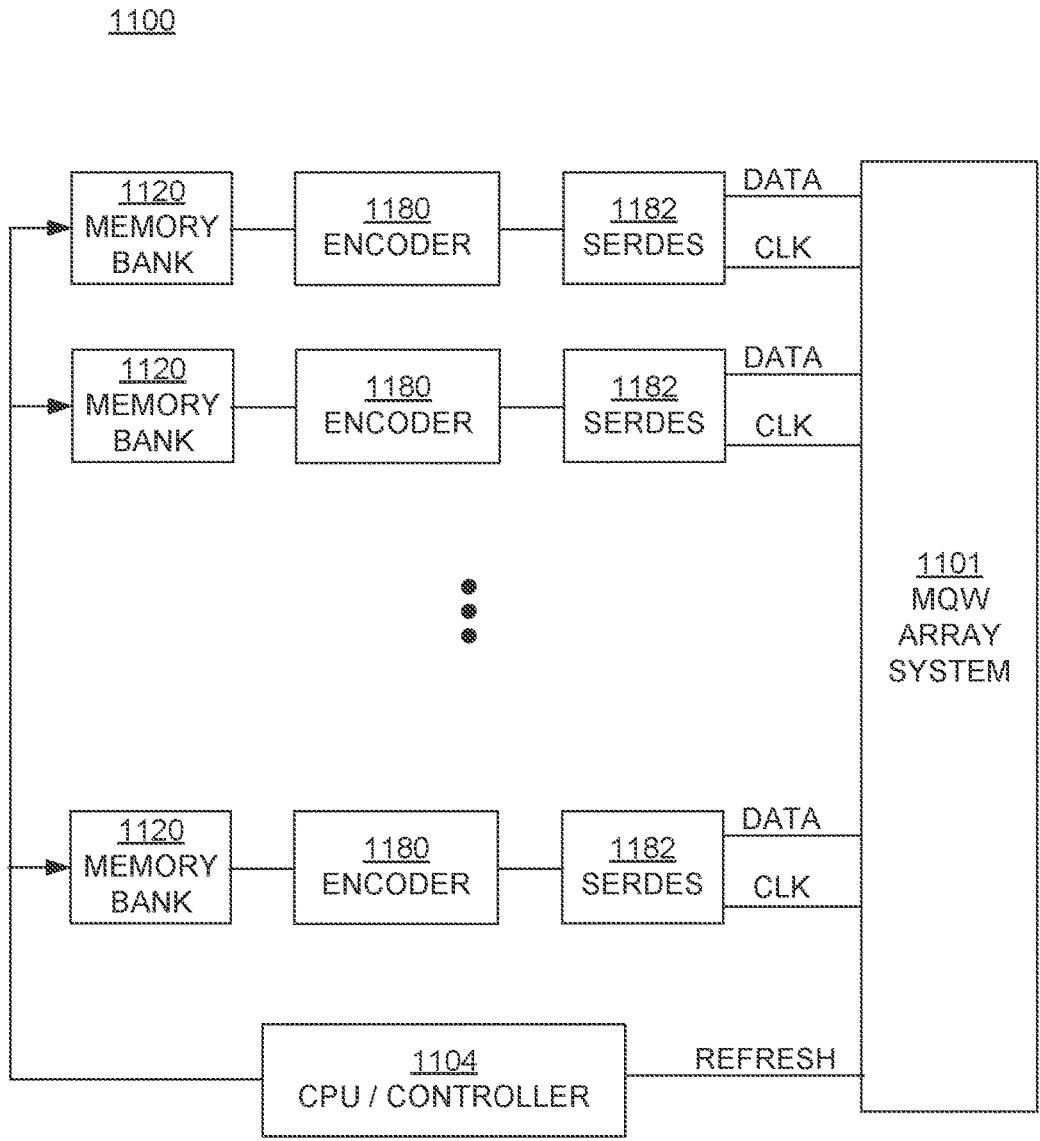 1100
1120
MEMORY
BANK
1180
ENCODER
1182
SERDES
DATA
CLK
1120
MEMORY
BANK
1180
ENCODER
1182
SERDES
DATA
CLK
1101
MQW
ARRAY
SYSTEM
1120
MEMORY
BANK
1180
ENCODER
1182
SERDES
DATA
CLK
1104
CPU / CONTROLLER
REFRESH